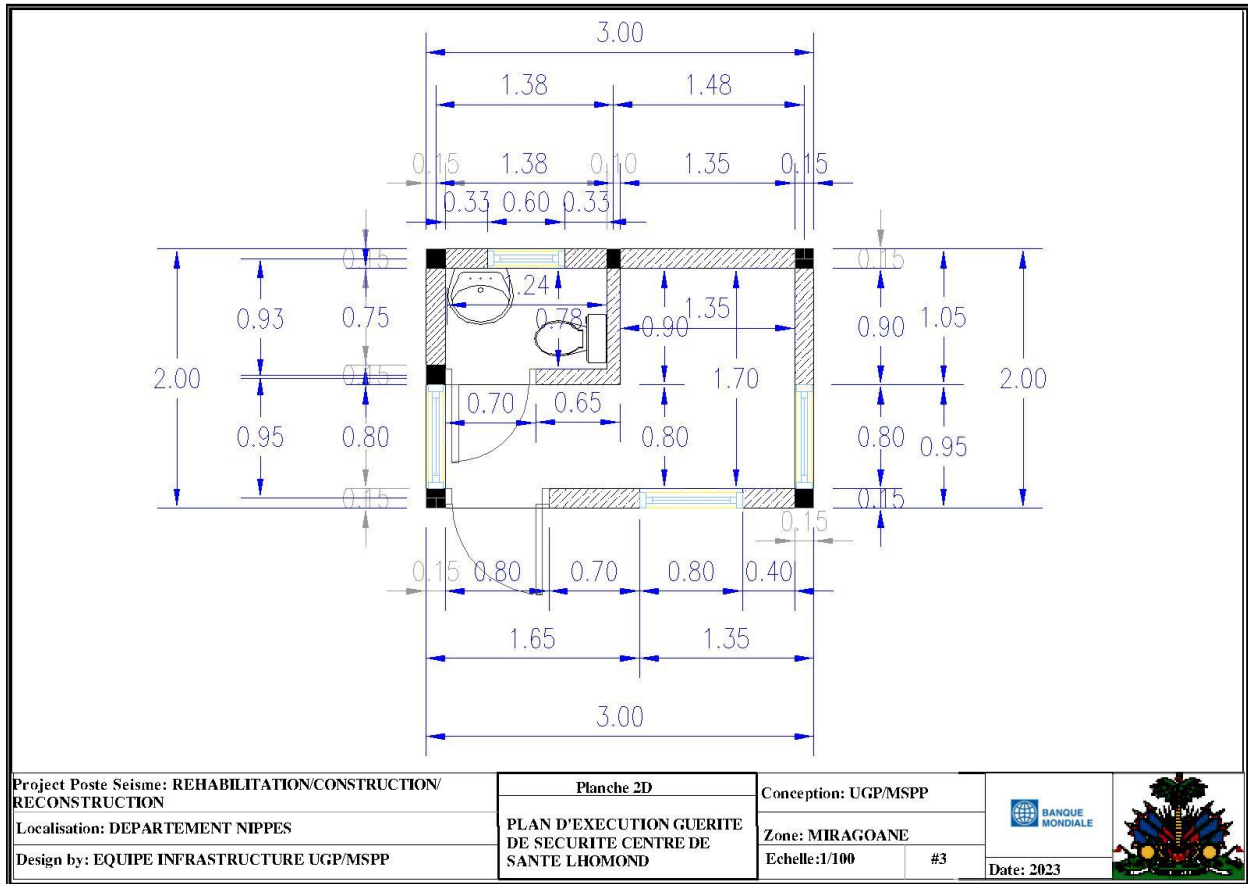 3.00
1.38 1.48
0.15 1.38 0.10 1.35 0.15
0.33 0.60 0.33
0.15 0.15
1.24
0.93 0.75 0.78 0.90 1.35 0.90 1.05
2.00 0.15 1.70 2.00
0.70 0.65
0.95 0.80 0.80 0.80 0.95
0.15 0.15
0.15
0.15 0.80 0.70 0.80 0.40
1.65 1.35
3.00
Project Poste Seisme: REHABILITATION/CONSTRUCTION/
RECONSTRUCTION
Localisation: DEPARTEMENT NIPPES
Design by: EQUIPE INFRASTRUCTURE UGP/MSPP
Planche 2D
PLAN D'EXECUTION GUERITE
DE SECURITE CENTRE DE
SANTE LHOMOND
Conception: UGP/MSPP
Zone: MIRAGOANE
Echelle:1/100 #3
BANQUE
MONDIALE
Date: 2023